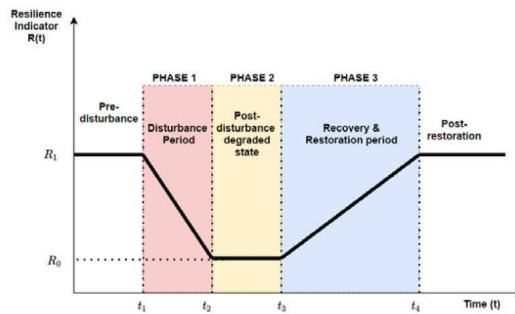 Resilience
Indicator
R(t)
PHASE 1
PHASE 2
PHASE 3
Pre-
disturbance
Disturbance
Period
Post-
disturbance
degraded
state
Recovery &
Restoration period
Post-
restoration
R₁
R₀
t₁
t₂
t₃
t₄
Time (t)